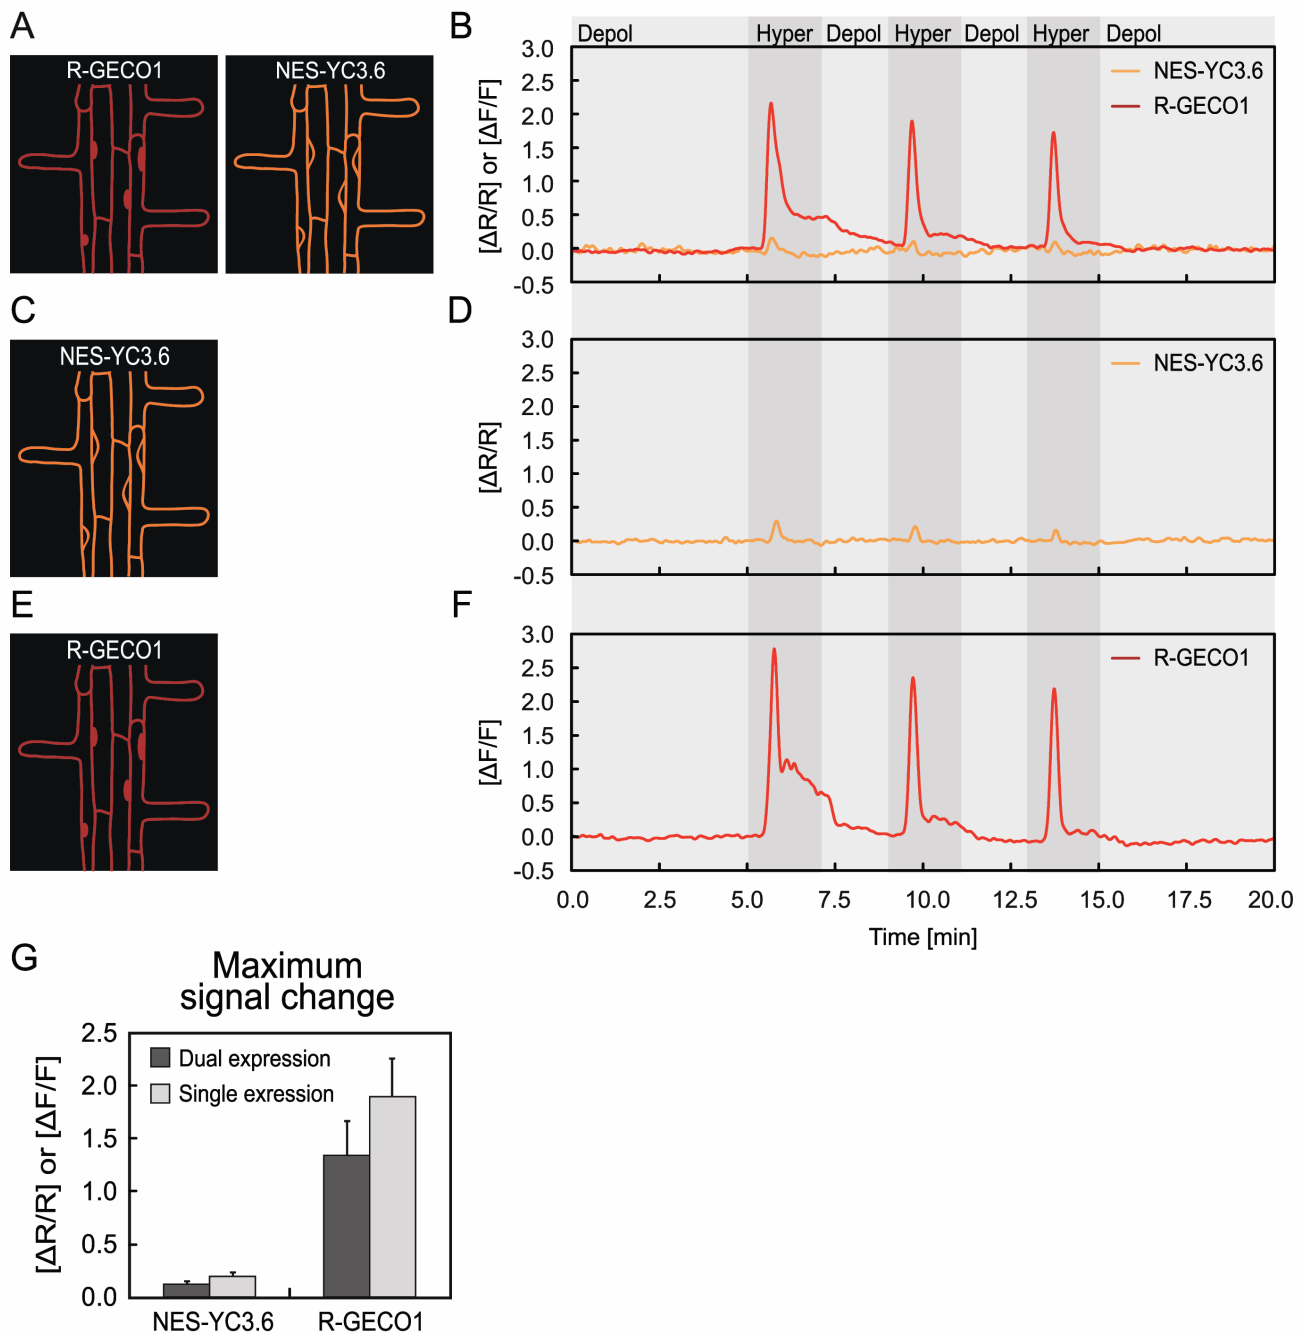 A
R-GECO1
NES-YC3.6
B
Depol Hyper Depol Hyper Depol Hyper Depol
3.0
2.5
2.0
1.5
1.0
0.5
0.0
-0.5
[ΔR/R] or [ΔF/F]
NES-YC3.6
R-GECO1
C
NES-YC3.6
D
3.0
2.5
2.0
1.5
1.0
0.5
0.0
-0.5
[ΔR/R]
NES-YC3.6
E
R-GECO1
F
3.0
2.5
2.0
1.5
1.0
0.5
0.0
-0.5
[ΔF/F]
R-GECO1
0.0 2.5 5.0 7.5 10.0 12.5 15.0 17.5 20.0
Time [min]
G
Maximum
signal change
2.5
2.0
1.5
1.0
0.5
0.0
[ΔR/R] or [ΔF/F]
Dual expression
Single exression
NES-YC3.6 R-GECO1